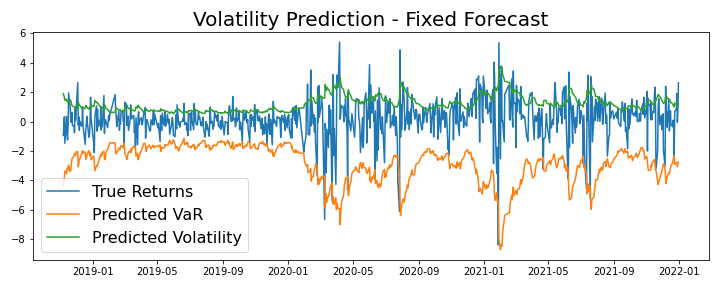 Volatility Prediction - Fixed Forecast
6
4
2
0
−2
−4
−6
−8
True Returns
Predicted VaR
Predicted Volatility
2019-01 2019-05 2019-09 2020-01 2020-05 2020-09 2021-01 2021-05 2021-09 2022-01